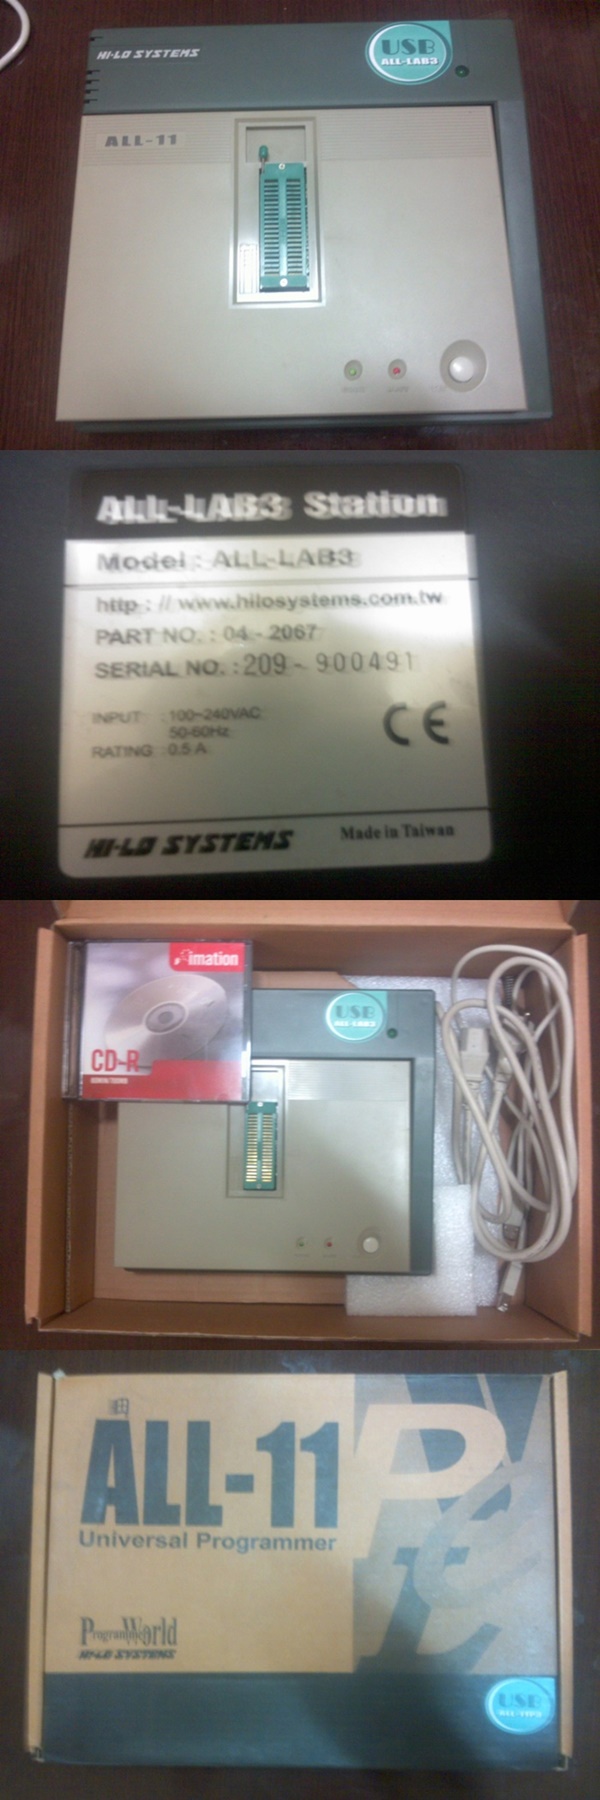 HI-LO SYSTEMS
USB
ALL-LAB3
ALL-11
ALL-LAB3 Station
Model : ALL-LAB3
http : // www.hilosystems.com.tw
PART NO. : 04 - 2067
SERIAL NO. : 209 - 900491
INPUT : 100~240VAC
50-60Hz
RATING : 0.5 A
CE
HI-LO SYSTEMS
Made in Taiwan
imation
CD-R
USB
ALL-LAB3
ALL-11
Universal Programmer
ProgramWorld
HI-LO SYSTEMS
USB